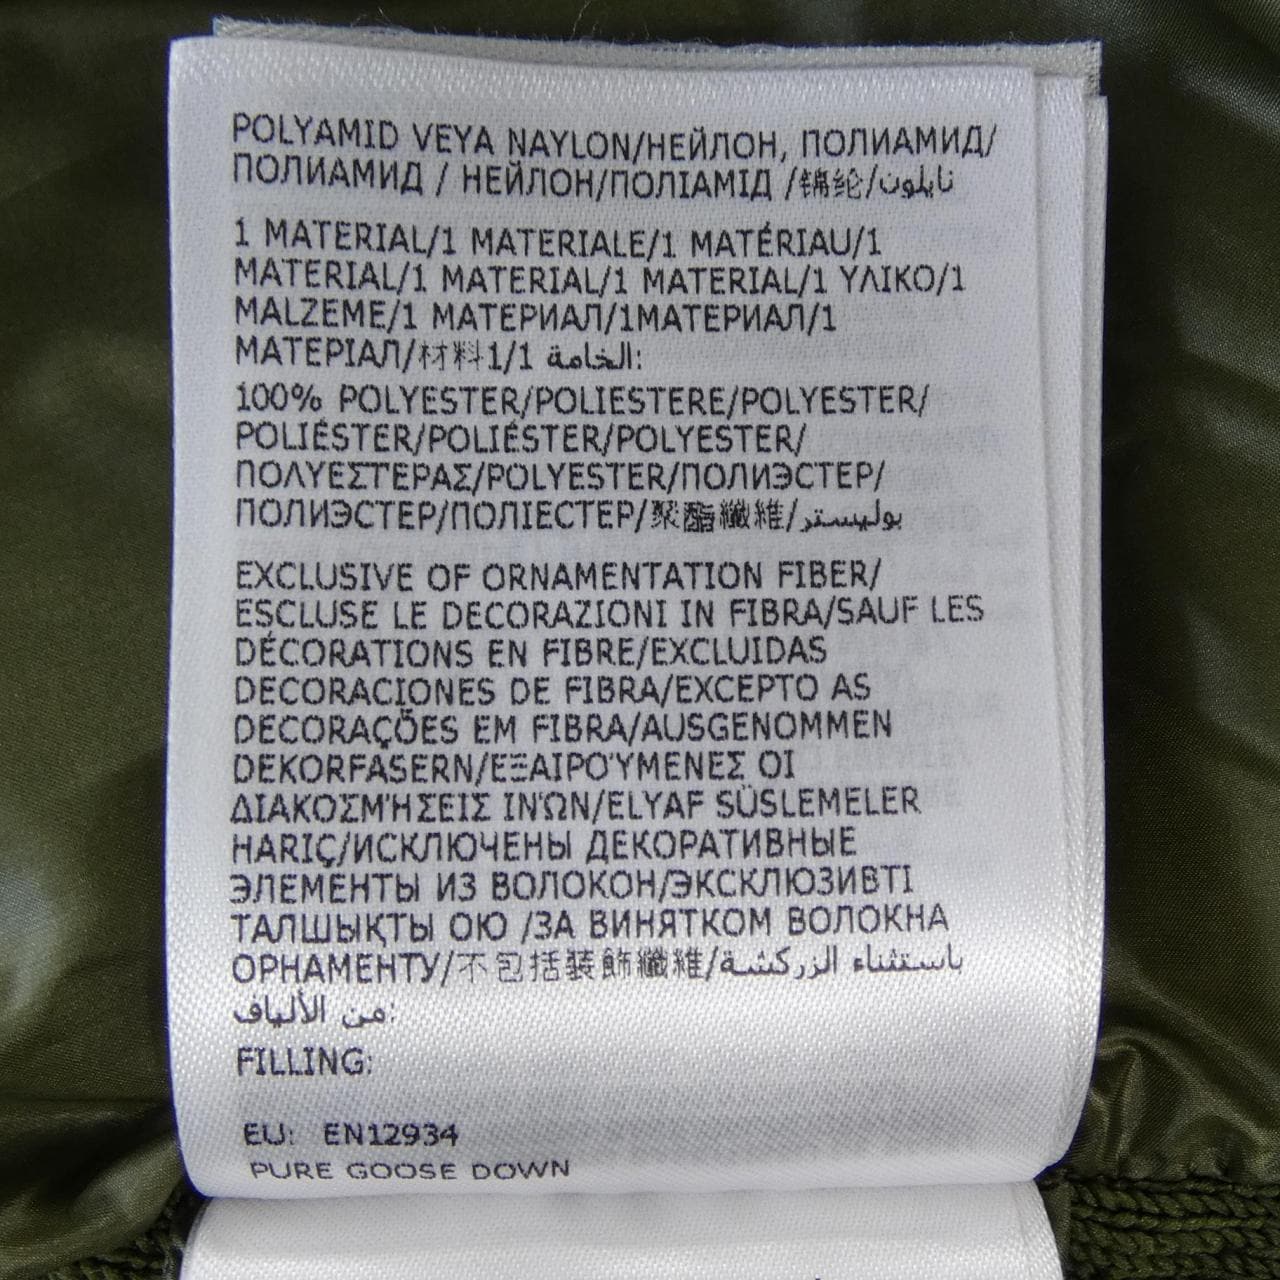 POLYAMID VEYA NAYLON/НЕЙЛОН, ПОЛИАМИД/
ПОЛИАМИД / НЕЙЛОН/ПОЛІАМІД /锦纶/نايلون
1 MATERIAL/1 MATERIALE/1 MATÉRIAU/1
MATERIAL/1 MATERIAL/1 MATERIAL/1 ΥΛΙΚΟ/1
MALZEME/1 МАТЕРИАЛ/1МАТЕРИАЛ/1
МАТЕРІАЛ/材料1/1 الخامة:
100% POLYESTER/POLIESTERE/POLYESTER/
POLIÉSTER/POLIÉSTER/POLYESTER/
ΠΟΛΥΕΣΤΕΡΑΣ/POLYESTER/ПОЛИЭСТЕР/
ПОЛИЭСТЕР/ПОЛІЕСТЕР/聚酯纖維/بوليستر
EXCLUSIVE OF ORNAMENTATION FIBER/
ESCLUSE LE DECORAZIONI IN FIBRA/SAUF LES
DÉCORATIONS EN FIBRE/EXCLUIDAS
DECORACIONES DE FIBRA/EXCEPTO AS
DECORAÇÕES EM FIBRA/AUSGENOMMEN
DEKORFASERN/ΕΞΑΙΡΟΎΜΕΝΕΣ ΟΙ
ΔΙΑΚΟΣΜΉΣΕΙΣ ΙΝΏΝ/ELYAF SÜSLEMELER
HARIÇ/ИСКЛЮЧЕНЫ ДЕКОРАТИВНЫЕ
ЭЛЕМЕНТЫ ИЗ ВОЛОКОН/ЭКСКЛЮЗИВТІ
ТАЛШЫҚТЫ ОЮ /ЗА ВИНЯТКОМ ВОЛОКНА
ОРНАМЕНТУ/不包括裝飾纖維/باستثناء الزركشة
من الألياف:
FILLING:
EU: EN12934
PURE GOOSE DOWN